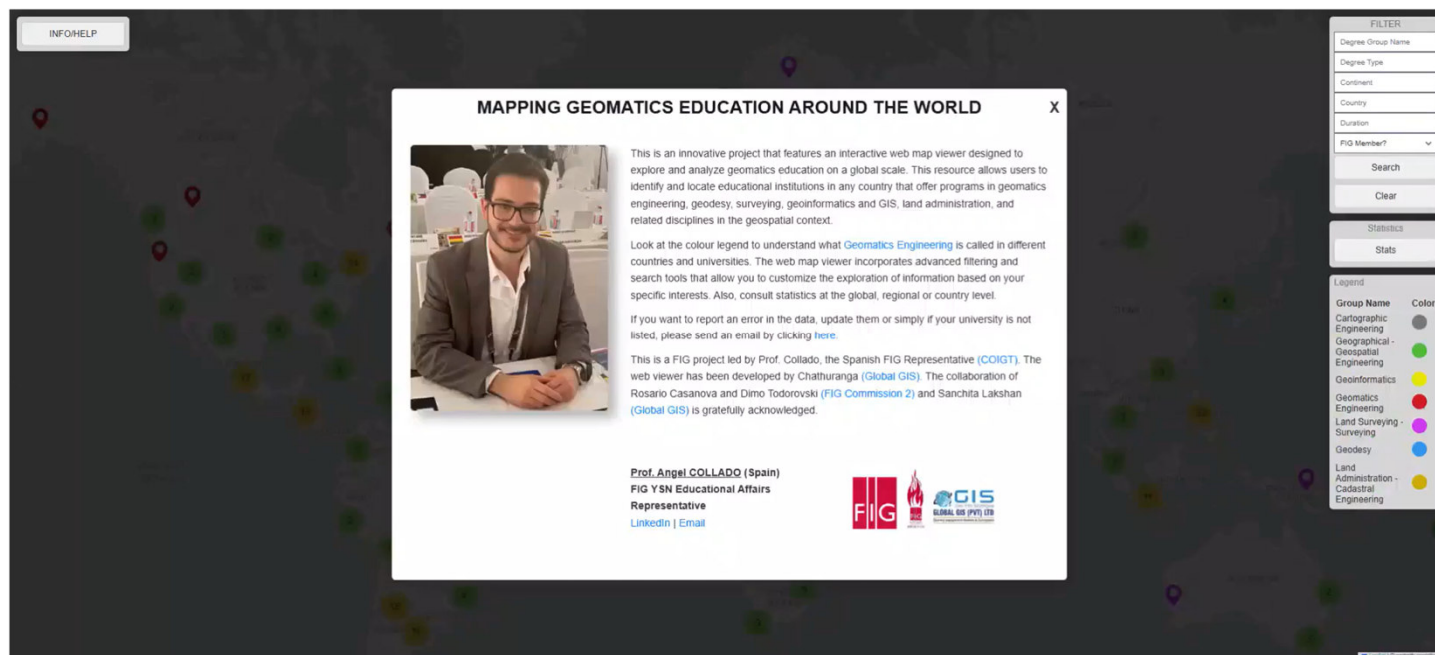 INFO/HELP
MAPPING GEOMATICS EDUCATION AROUND THE WORLD
X
This is an innovative project that features an interactive web map viewer designed to
explore and analyze geomatics education on a global scale. This resource allows users to
identify and locate educational institutions in any country that offer programs in geomatics
engineering, geodesy, surveying, geoinformatics and GIS, land administration, and
related disciplines in the geospatial context.
Look at the colour legend to understand what Geomatics Engineering is called in different
countries and universities. The web map viewer incorporates advanced filtering and
search tools that allow you to customize the exploration of information based on your
specific interests. Also, consult statistics at the global, regional or country level.
If you want to report an error in the data, update them or simply if your university is not
listed, please send an email by clicking here.
This is a FIG project led by Prof. Collado, the Spanish FIG Representative (COIGT). The
web viewer has been developed by Chathuranga (Global GIS). The collaboration of
Rosario Casanova and Dimo Todorovski (FIG Commission 2) and Sanchita Lakshan
(Global GIS) is gratefully acknowledged.
Prof. Angel COLLADO (Spain)
FIG YSN Educational Affairs
Representative
LinkedIn | Email
FIG
GIS
GLOBAL GIS (PVT) LTD
FILTER
Degree Group Name
Degree Type
Continent
Country
Duration
FIG Member?
Search
Clear
Statistics
Stats
Legend
Group Name Color
Cartographic
Engineering
Geographical -
Geospatial
Engineering
Geoinformatics
Geomatics
Engineering
Land Surveying -
Surveying
Geodesy
Land
Administration -
Cadastral
Engineering